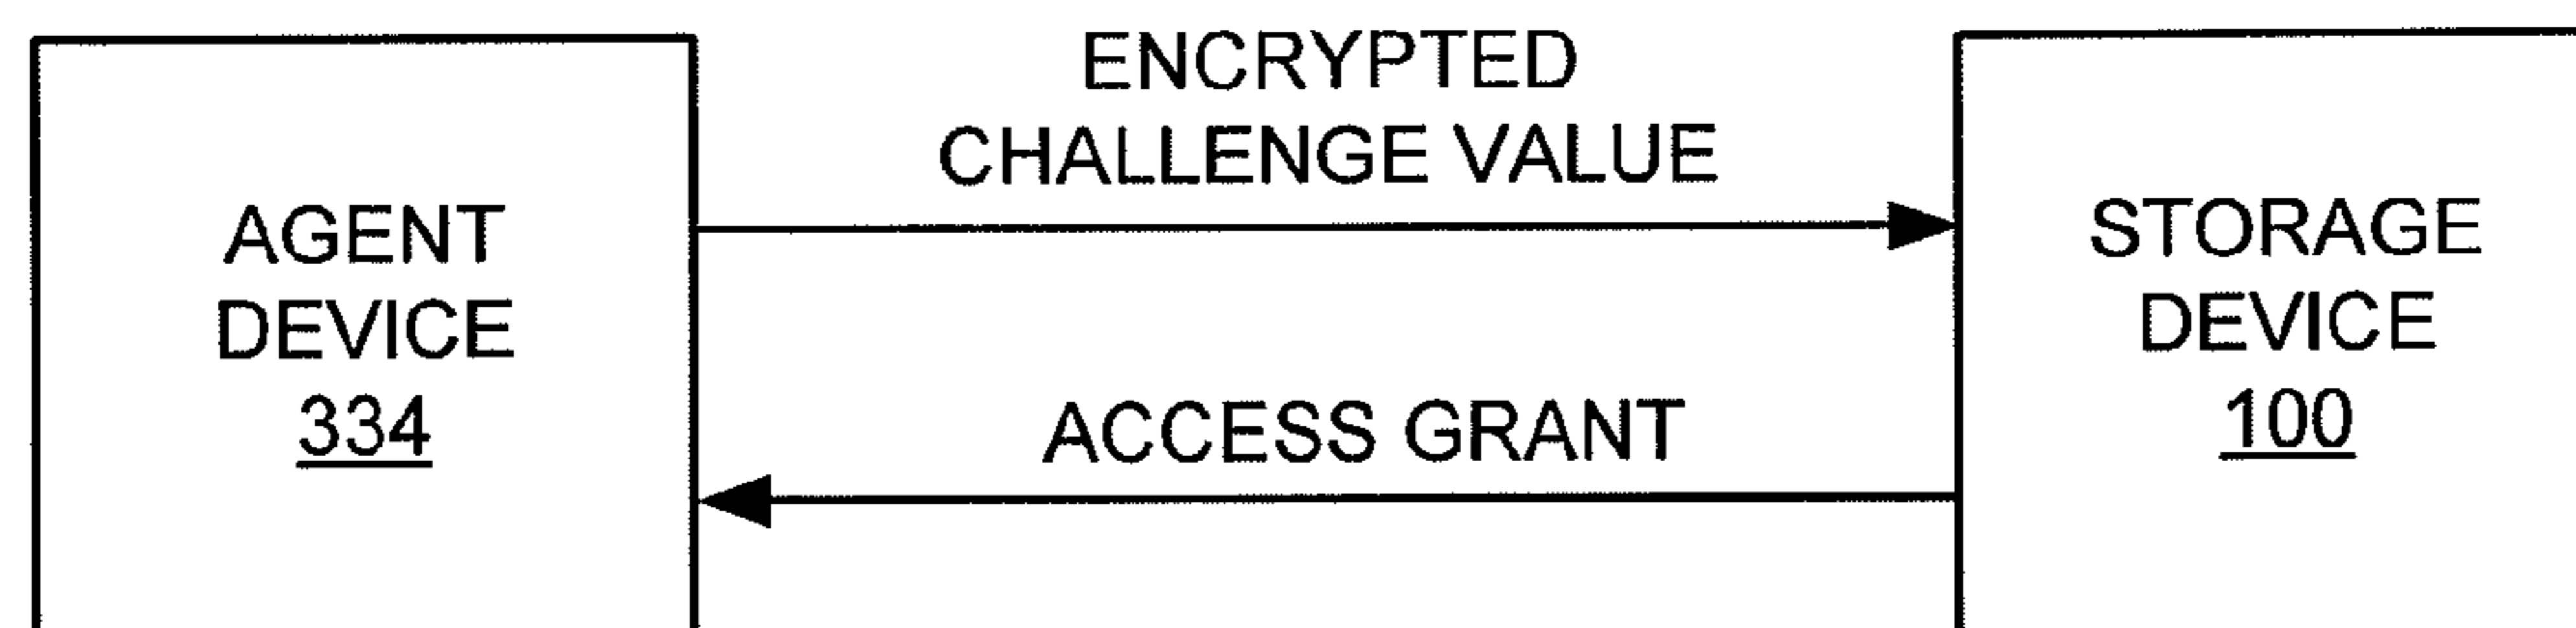 AGENT
DEVICE
334
ENCRYPTED
CHALLENGE VALUE
ACCESS GRANT
STORAGE
DEVICE
100